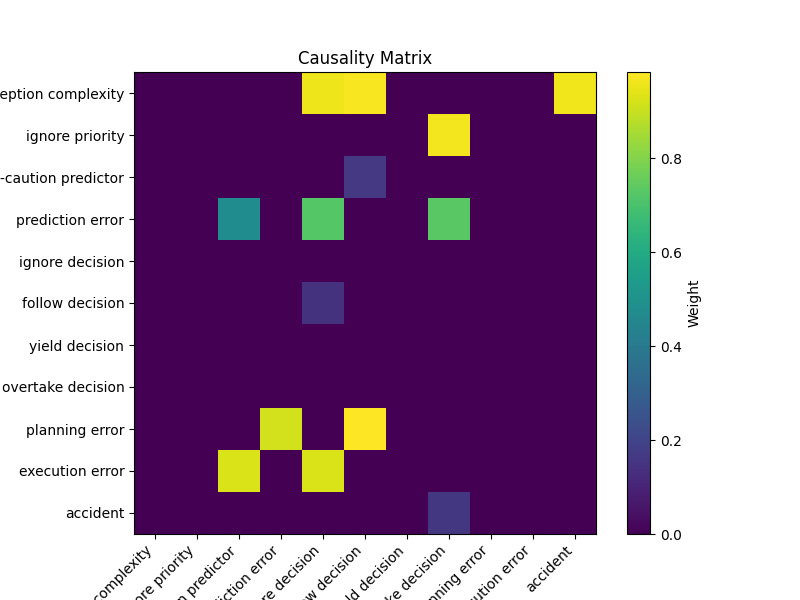 Causality Matrix
eption complexity
ignore priority
-caution predictor
prediction error
ignore decision
follow decision
yield decision
overtake decision
planning error
execution error
accident
complexity
ore priority
n predictor
iction error
re decision
w decision
ld decision
ke decision
nning error
ution error
accident
0.8
0.6
0.4
0.2
0.0
Weight